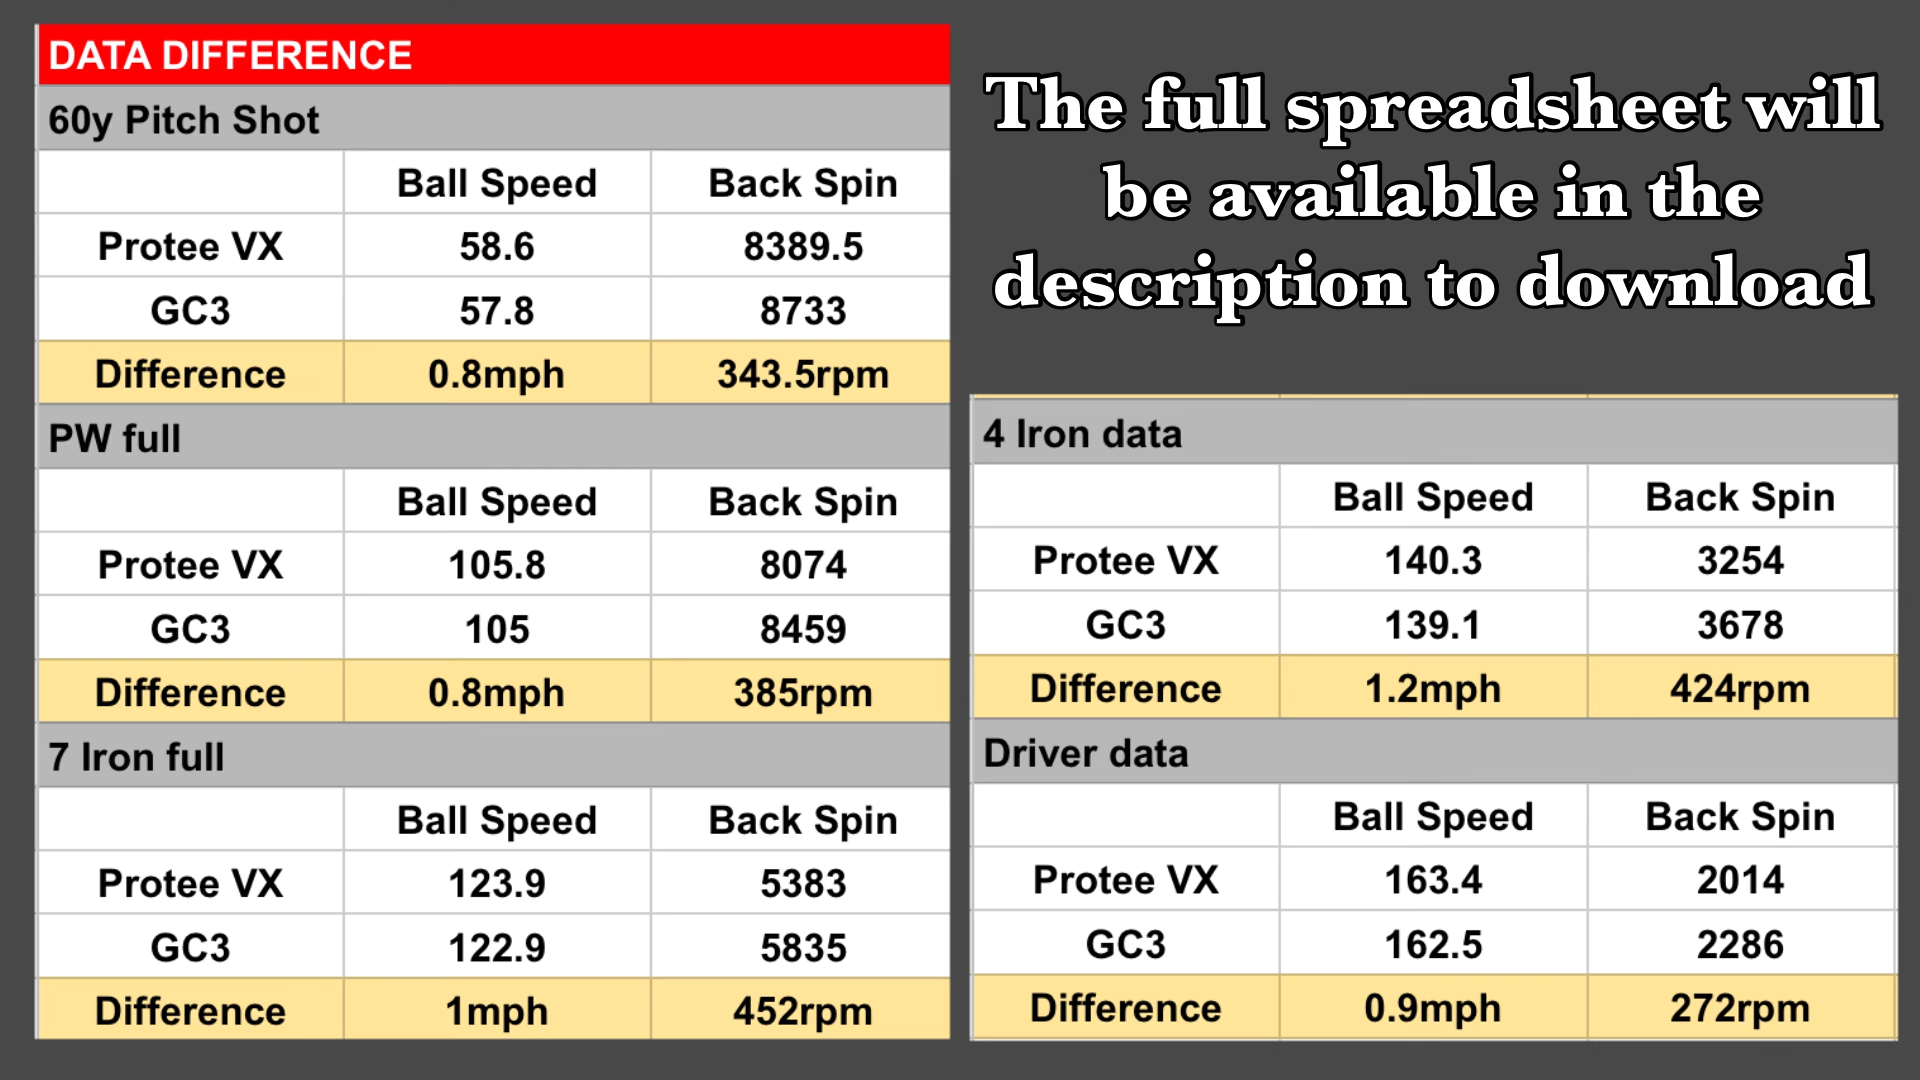 DATA DIFFERENCE
60y Pitch Shot
Ball Speed Back Spin
Protee VX 58.6 8389.5
GC3 57.8 8733
Difference 0.8mph 343.5rpm
PW full
Ball Speed Back Spin
Protee VX 105.8 8074
GC3 105 8459
Difference 0.8mph 385rpm
7 Iron full
Ball Speed Back Spin
Protee VX 123.9 5383
GC3 122.9 5835
Difference 1mph 452rpm
The full spreadsheet will
be available in the
description to download
4 Iron data
Ball Speed Back Spin
Protee VX 140.3 3254
GC3 139.1 3678
Difference 1.2mph 424rpm
Driver data
Ball Speed Back Spin
Protee VX 163.4 2014
GC3 162.5 2286
Difference 0.9mph 272rpm